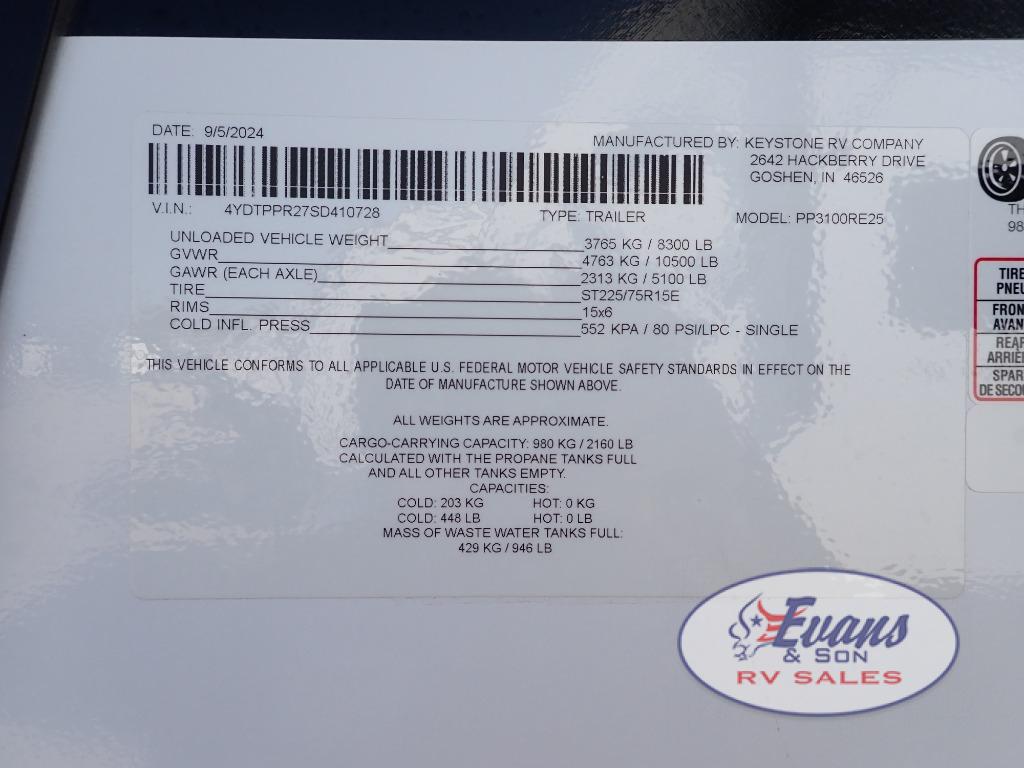 DATE: 9/5/2024
MANUFACTURED BY: KEYSTONE RV COMPANY
2642 HACKBERRY DRIVE
GOSHEN, IN 46526
V.I.N.: 4YDTPPR27SD410728 TYPE: TRAILER MODEL: PP3100RE25
UNLOADED VEHICLE WEIGHT 3765 KG / 8300 LB
GVWR 4763 KG / 10500 LB
GAWR (EACH AXLE) 2313 KG / 5100 LB
TIRE ST225/75R15E
RIMS 15x6
COLD INFL. PRESS 552 KPA / 80 PSI/LPC - SINGLE
THIS VEHICLE CONFORMS TO ALL APPLICABLE U.S. FEDERAL MOTOR VEHICLE SAFETY STANDARDS IN EFFECT ON THE
DATE OF MANUFACTURE SHOWN ABOVE.
ALL WEIGHTS ARE APPROXIMATE.
CARGO-CARRYING CAPACITY: 980 KG / 2160 LB
CALCULATED WITH THE PROPANE TANKS FULL
AND ALL OTHER TANKS EMPTY.
CAPACITIES:
COLD: 203 KG HOT: 0 KG
COLD: 448 LB HOT: 0 LB
MASS OF WASTE WATER TANKS FULL:
429 KG / 946 LB
TH
98
TIRE
PNEU
FRON
AVAN
REAR
ARRIÈ
SPAR
DE SECOU
Evans
& SON
RV SALES